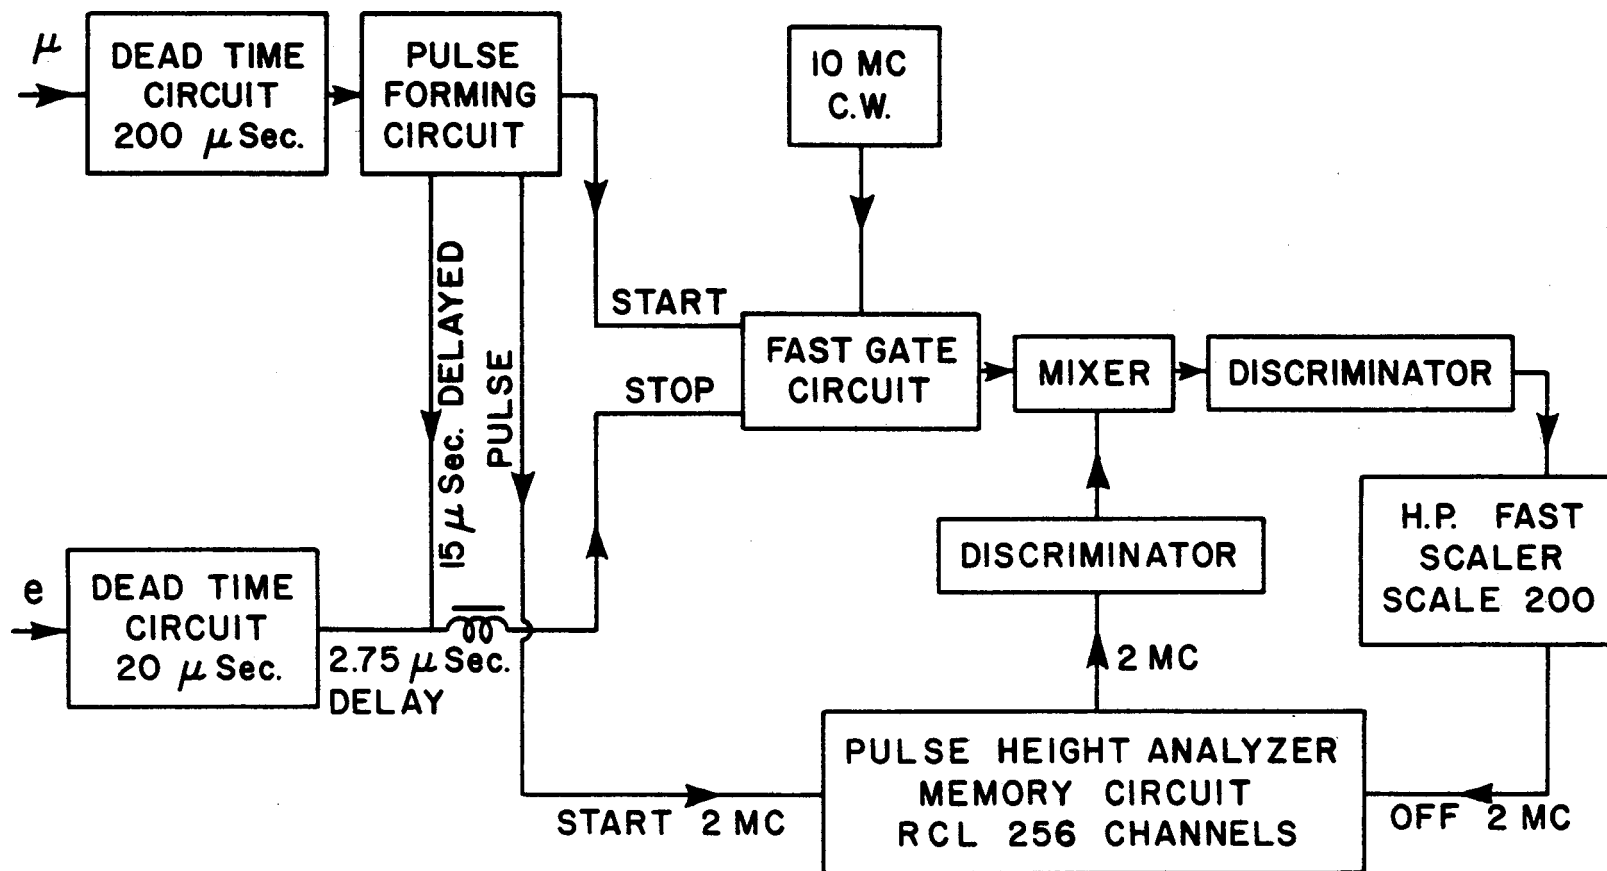 μ
DEAD TIME
CIRCUIT
200 μ Sec.
PULSE
FORMING
CIRCUIT
10 MC
C.W.
START
STOP
FAST GATE
CIRCUIT
MIXER
DISCRIMINATOR
15 μ Sec. DELAYED
PULSE
H.P. FAST
SCALER
SCALE 200
DISCRIMINATOR
e
DEAD TIME
CIRCUIT
20 μ Sec.
2.75 μ Sec.
DELAY
2 MC
PULSE HEIGHT ANALYZER
MEMORY CIRCUIT
RCL 256 CHANNELS
START 2 MC
OFF 2 MC